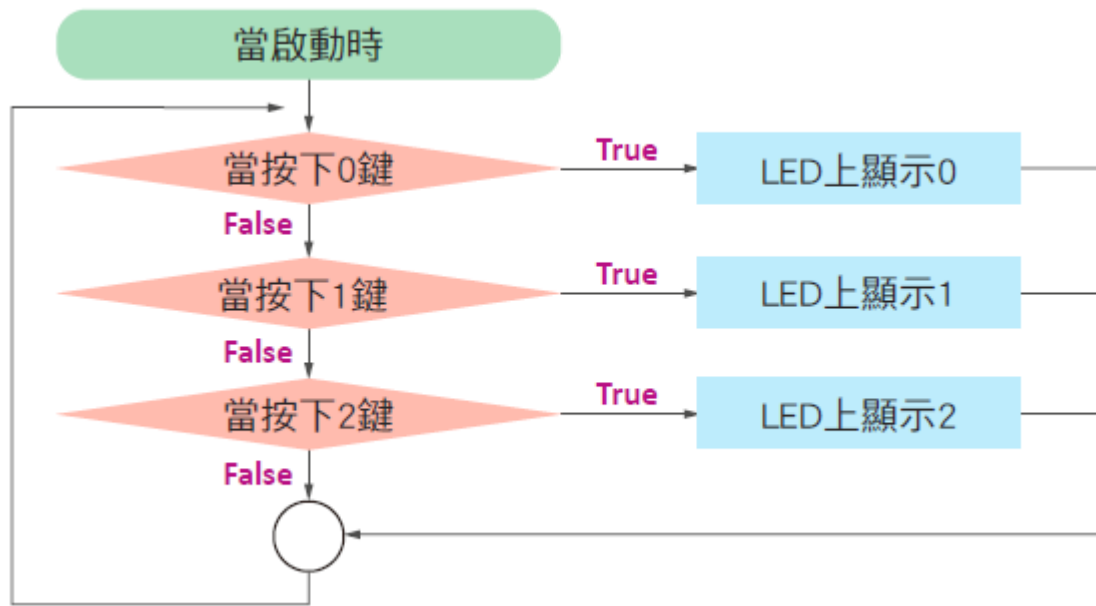 當啟動時
當按下0鍵
True
LED上顯示0
False
當按下1鍵
True
LED上顯示1
False
當按下2鍵
True
LED上顯示2
False